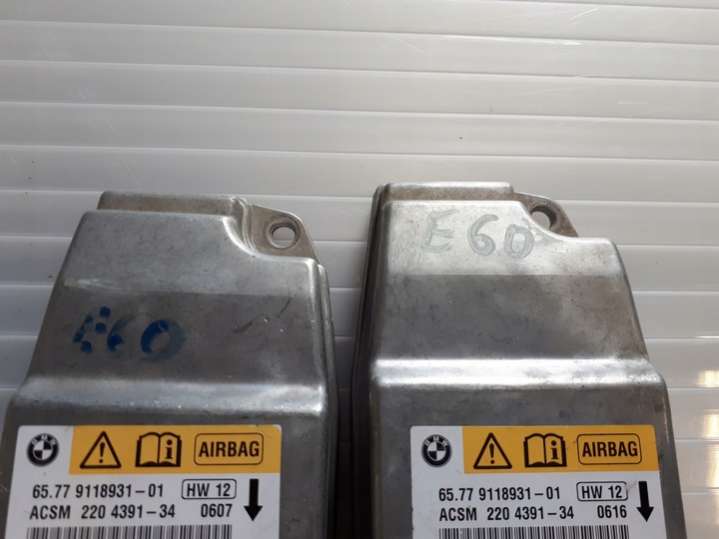 E60
E60
AIRBAG
65.77 9118931-01 HW 12
ACSM 220 4391-34 0607
AIRBAG
65.77 9118931-01 HW 12
ACSM 220 4391-34 0616